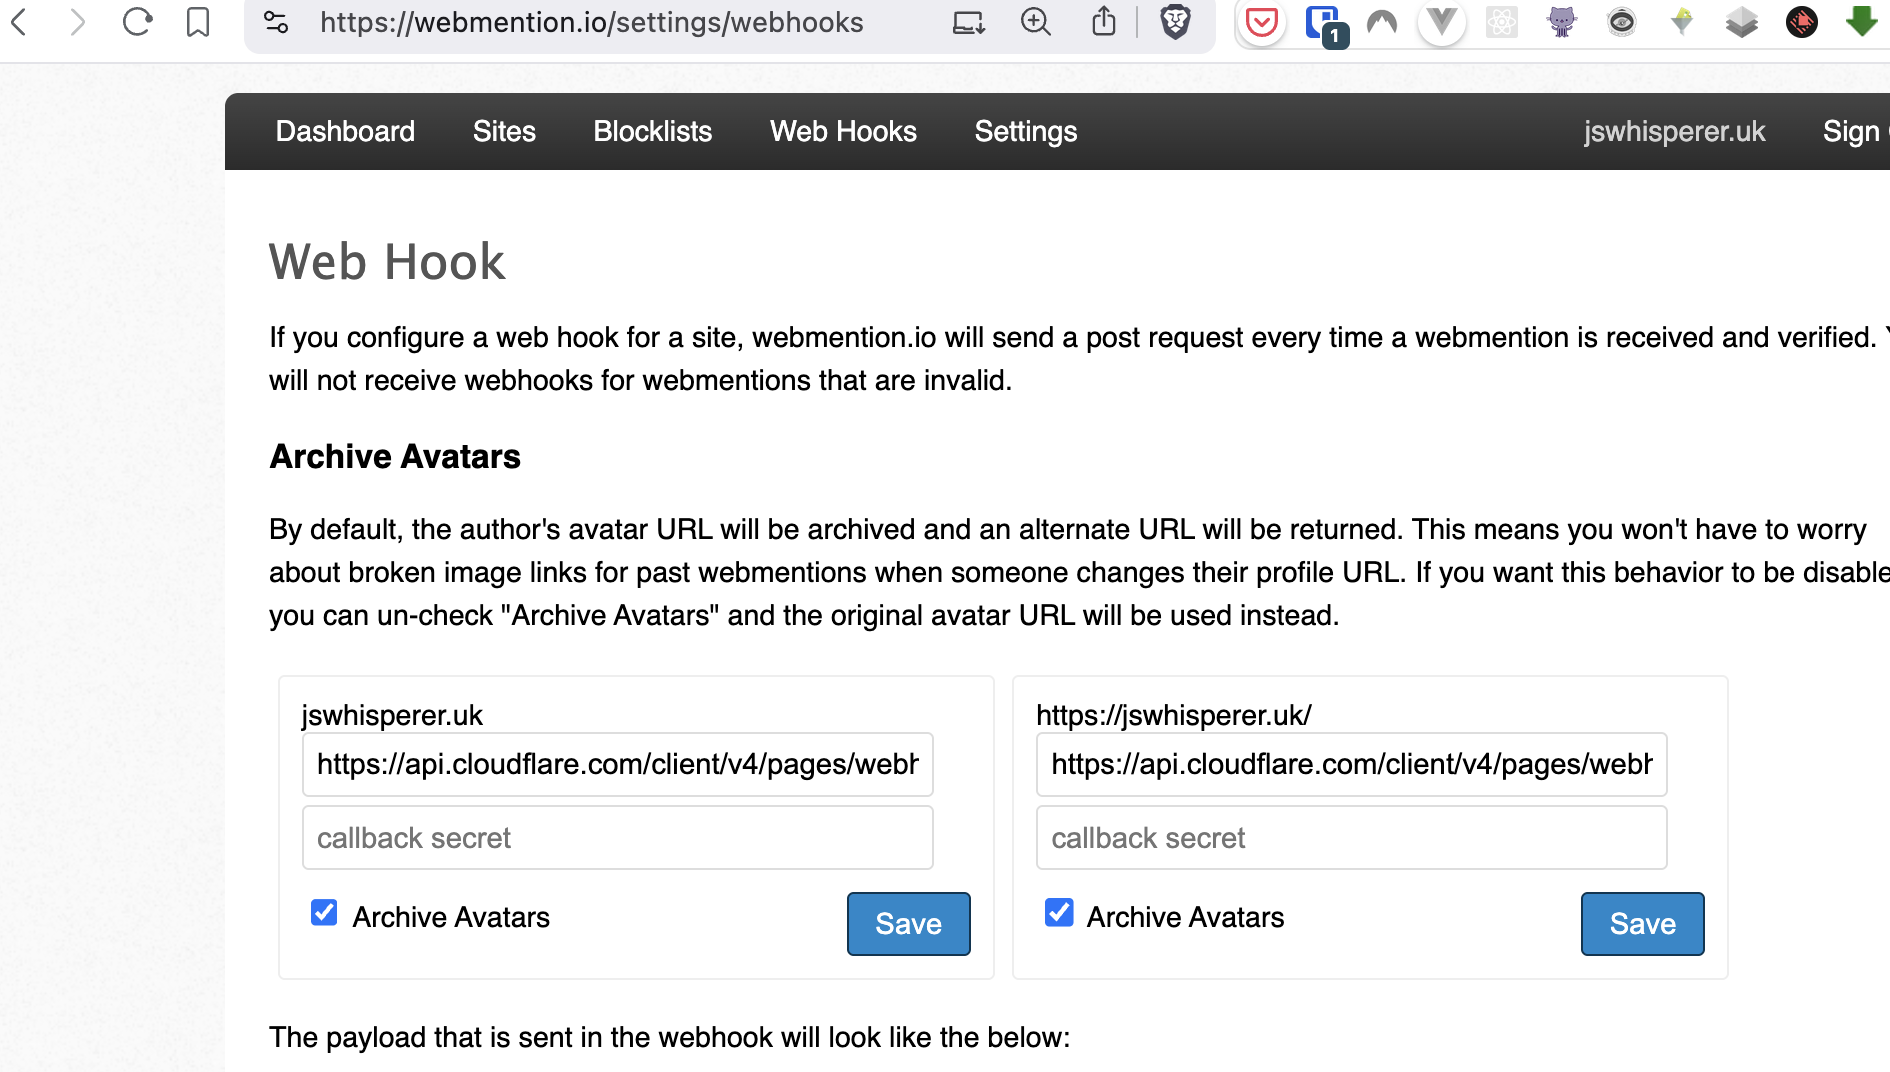 https://webmention.io/settings/webhooks
1
Dashboard Sites Blocklists Web Hooks Settings jswhisperer.uk Sign
Web Hook
If you configure a web hook for a site, webmention.io will send a post request every time a webmention is received and verified.
will not receive webhooks for webmentions that are invalid.
Archive Avatars
By default, the author's avatar URL will be archived and an alternate URL will be returned. This means you won't have to worry
about broken image links for past webmentions when someone changes their profile URL. If you want this behavior to be disable
you can un-check "Archive Avatars" and the original avatar URL will be used instead.
jswhisperer.uk
https://api.cloudflare.com/client/v4/pages/webh
callback secret
Archive Avatars Save
https://jswhisperer.uk/
https://api.cloudflare.com/client/v4/pages/webh
callback secret
Archive Avatars Save
The payload that is sent in the webhook will look like the below: